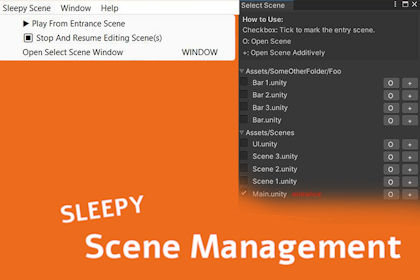 Sleepy Scene Window Help
Play From Entrance Scene
Stop And Resume Editing Scene(s)
Open Select Scene Window WINDOW
Select Scene
How to Use:
Checkbox: Tick to mark the entry scene.
O: Open Scene
+: Open Scene Additively
Assets/SomeOtherFolder/Foo
Bar 1.unity O +
Bar 2.unity O +
Bar 3.unity O +
Bar.unity O +
Assets/Scenes
UI.unity O +
Scene 3.unity O +
Scene 2.unity O +
Scene 1.unity O +
Main.unity O +
SLEEPY
Scene Management